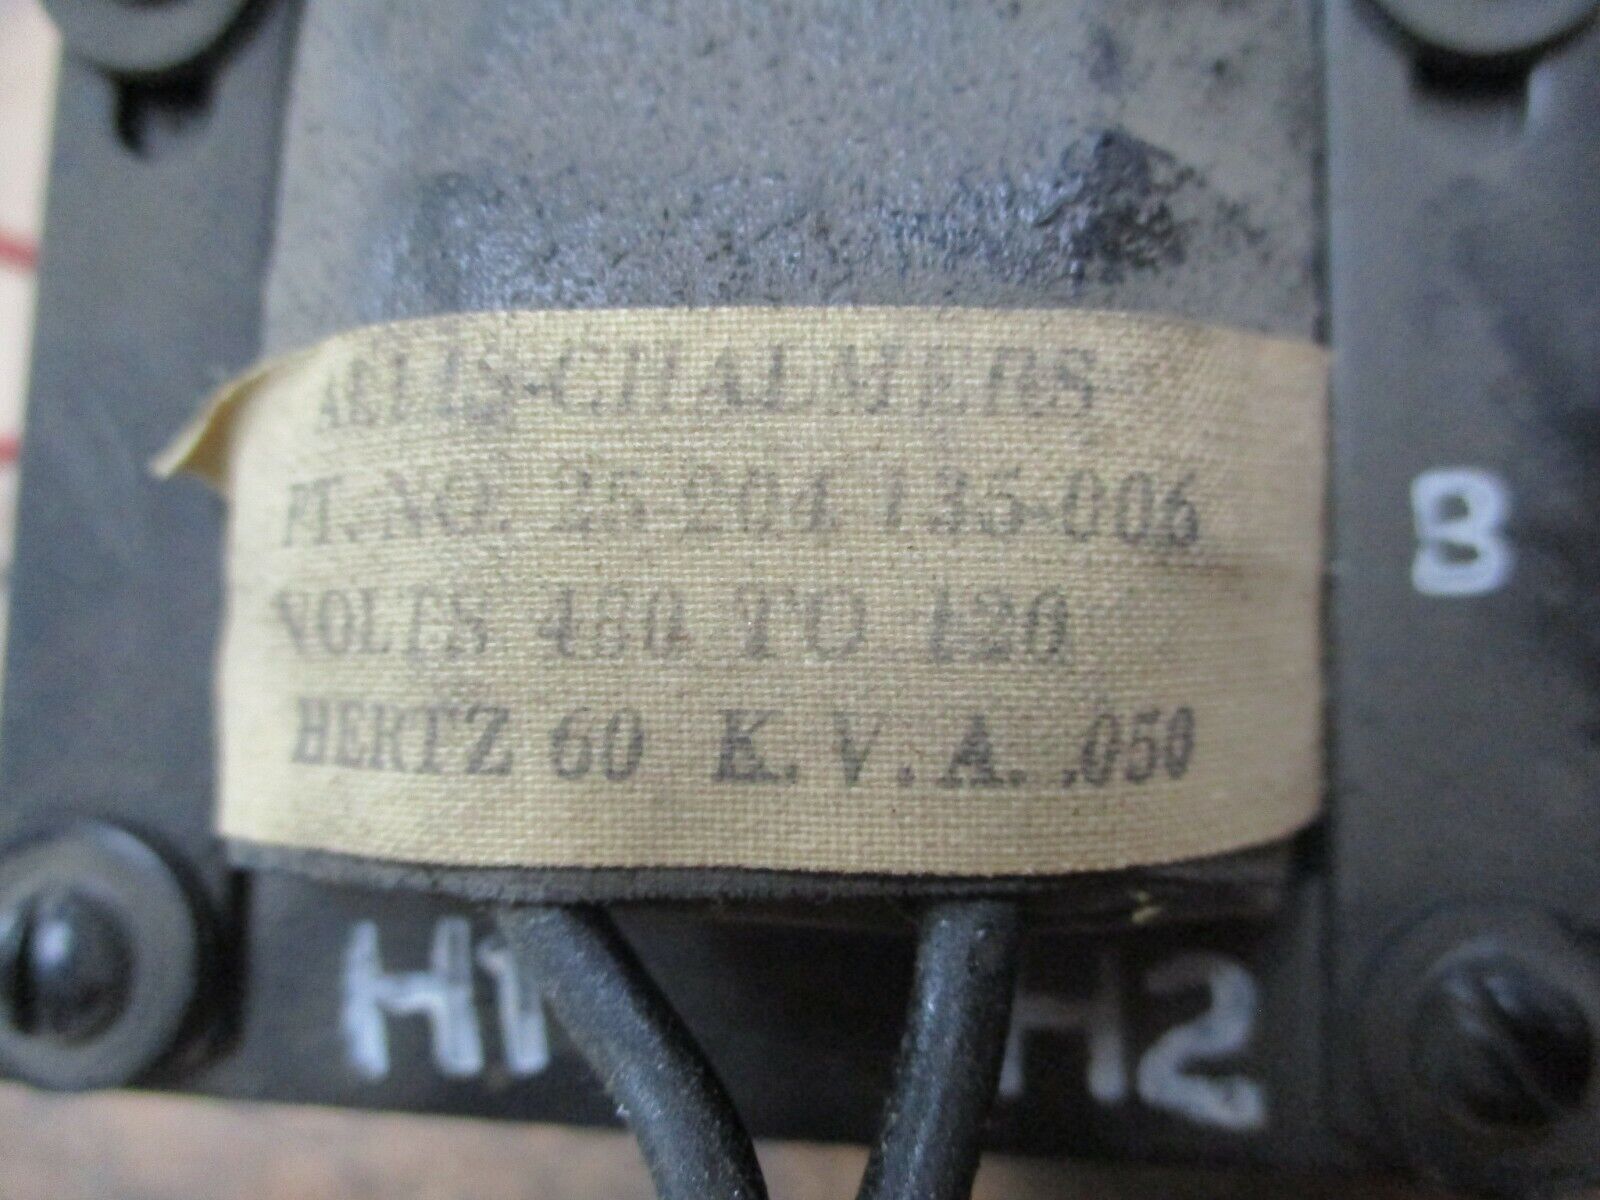 ALLIS-CHALMERS
PT. NO. 25-204-135-006
VOLTS 480 TO 120
HERTZ 60 K.V.A. .050
B
H1 H2